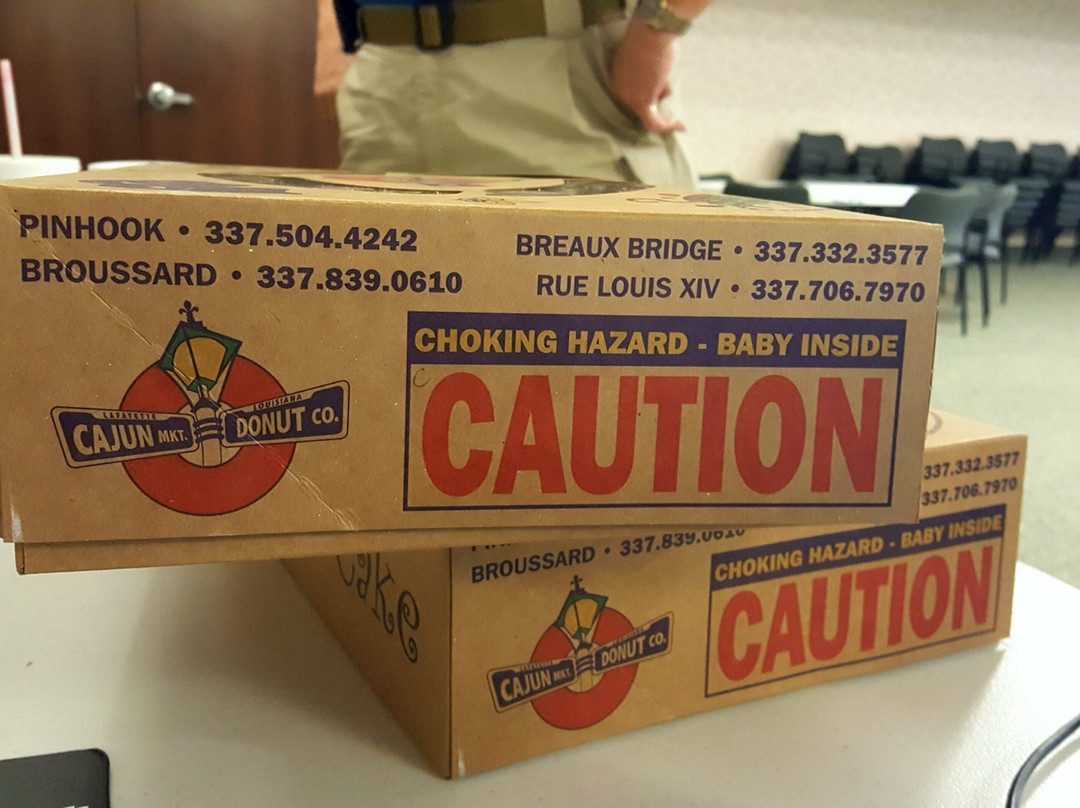 PINHOOK • 337.504.4242
BROUSSARD • 337.839.0610
BREAUX BRIDGE • 337.332.3577
RUE LOUIS XIV • 337.706.7970
CHOKING HAZARD - BABY INSIDE
CAUTION
LAFAYETTE
LOUISIANA
CAJUN MKT.
DONUT CO.
337.332.3577
337.706.7970
BROUSSARD • 337.839.0610
CHOKING HAZARD - BABY INSIDE
CAUTION
LAFAYETTE
LOUISIANA
CAJUN MKT.
DONUT CO.
cake